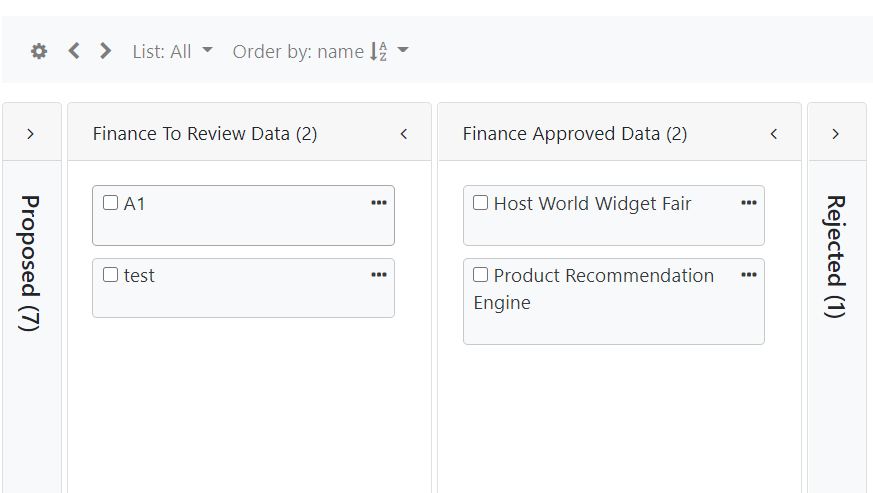 List: All
Order by: name
Proposed (7)
Finance To Review Data (2)
A1
test
Finance Approved Data (2)
Host World Widget Fair
Product Recommendation
Engine
Rejected (1)